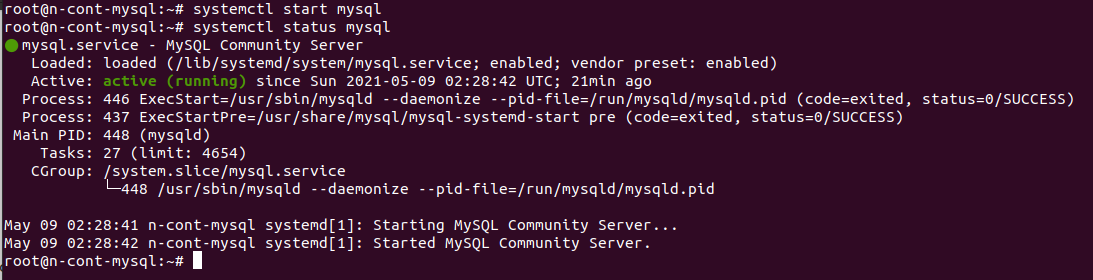 root@n-cont-mysql:~# systemctl start mysql
root@n-cont-mysql:~# systemctl status mysql
● mysql.service - MySQL Community Server
   Loaded: loaded (/lib/systemd/system/mysql.service; enabled; vendor preset: enabled)
   Active: active (running) since Sun 2021-05-09 02:28:42 UTC; 21min ago
  Process: 446 ExecStart=/usr/sbin/mysqld --daemonize --pid-file=/run/mysqld/mysqld.pid (code=exited, status=0/SUCCESS)
  Process: 437 ExecStartPre=/usr/share/mysql/mysql-systemd-start pre (code=exited, status=0/SUCCESS)
 Main PID: 448 (mysqld)
    Tasks: 27 (limit: 4654)
   CGroup: /system.slice/mysql.service
           └─448 /usr/sbin/mysqld --daemonize --pid-file=/run/mysqld/mysqld.pid
May 09 02:28:41 n-cont-mysql systemd[1]: Starting MySQL Community Server...
May 09 02:28:42 n-cont-mysql systemd[1]: Started MySQL Community Server.
root@n-cont-mysql:~#